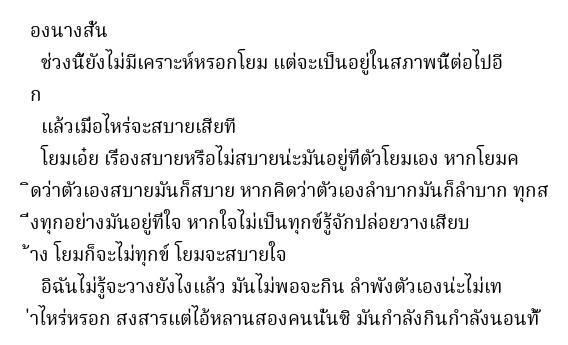 องนางสั่น
ช่วงนี้ยังไม่มีเคราะห์หรอกโยม แต่จะเป็นอยู่ในสภาพนี้ต่อไปอี
ก
แล้วเมื่อไหร่จะสบายเสียที
โยมเอ๋ย เรื่องสบายหรือไม่สบายน่ะมันอยู่ที่ตัวโยมเอง หากโยมค
ิดว่าตัวเองสบายมันก็สบาย หากคิดว่าตัวเองลำบากมันก็ลำบาก ทุกส
ิ่งทุกอย่างมันอยู่ที่ใจ หากใจไม่เป็นทุกข์รู้จักปล่อยวางเสียบ
้าง โยมก็จะไม่ทุกข์ โยมจะสบายใจ
อิฉันไม่รู้จะวางยังไงแล้ว มันไม่พอจะกิน ลำพังตัวเองน่ะไม่เท
่าไหร่หรอก สงสารแต่ไอ้หลานสองคนนั่นซิ มันกำลังกินกำลังนอนทั้